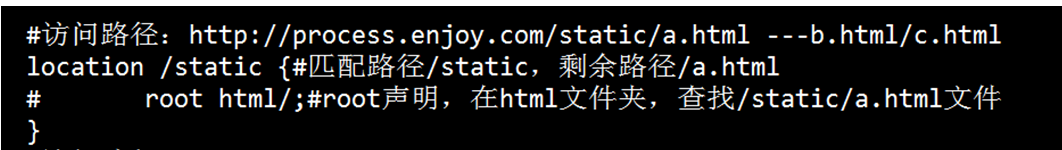 #访问路径：http://process.enjoy.com/static/a.html ---b.html/c.html
location /static {#匹配路径/static，剩余路径/a.html
#       root html/;#root声明，在html文件夹，查找/static/a.html文件
}